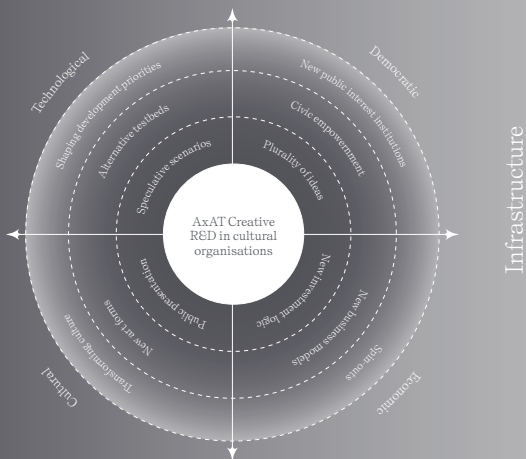 Technological
Shaping development priorities
Alternative testbeds
Speculative scenarios
Democratic
New public interest institutions
Civic empowernment
Plurality of ideas
AxAT Creative
R&D in cultural
organisations
Infrastructure
Public presentation
New art forms
Transforming culture
Cultural
New investment logic
New business models
Spin outs
Economic